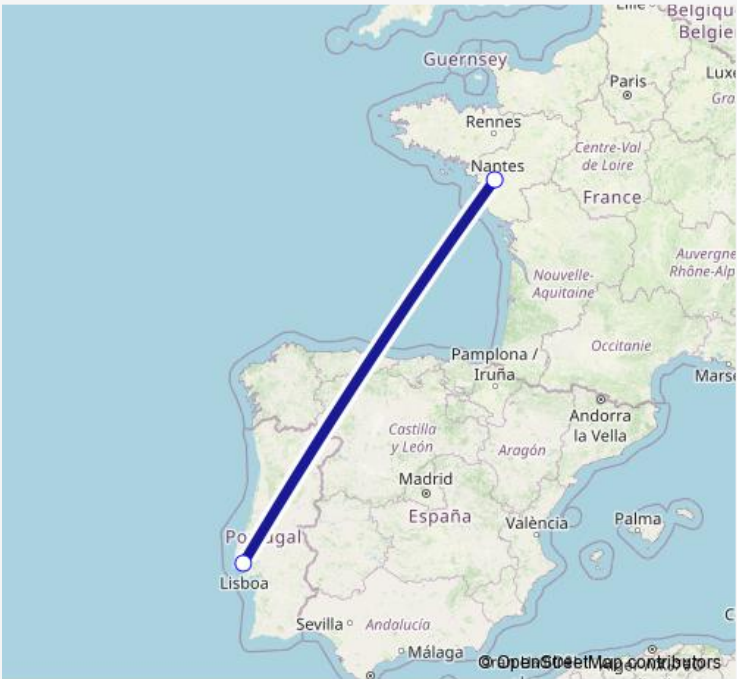 Lille
Belgiqu
Belgie
Guernsey
Paris
Luxe
Gra
Rennes
Centre-Val
de Loire
Nantes
France
Auvergne
Rhône-Alp
Nouvelle-
Aquitaine
Occitanie
Pamplona /
Iruña
Marse
Andorra
la Vella
Castilla
y León
Aragón
Madrid
España
València
Palma
Portugal
Lisboa
Sevilla
Andalucía
Málaga
C
© OpenStreetMap contributors